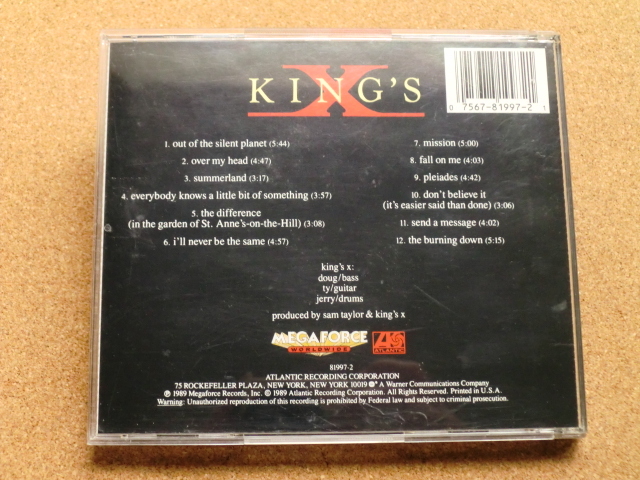 KING'S
X
0 7567-81997-2 1
1. out of the silent planet (5:44)
2. over my head (4:47)
3. summerland (3:17)
4. everybody knows a little bit of something (3:57)
5. the difference
(in the garden of St. Anne's-on-the-Hill) (3:08)
6. i'll never be the same (4:57)
7. mission (5:00)
8. fall on me (4:03)
9. pleiades (4:42)
10. don't believe it
(it's easier said than done) (3:06)
11. send a message (4:02)
12. the burning down (5:15)
king's x:
doug/bass
ty/guitar
jerry/drums
produced by sam taylor & king's x
MEGAFORCE
WORLDWIDE
ATLANTIC
81997-2
ATLANTIC RECORDING CORPORATION
75 ROCKEFELLER PLAZA, NEW YORK, NEW YORK 10019 A Warner Communications Company
℗ 1989 Megaforce Records, Inc. © 1989 Atlantic Recording Corporation. All Rights Reserved. Printed in U.S.A.
Warning: Unauthorized reproduction of this recording is prohibited by Federal law and subject to criminal prosecution.